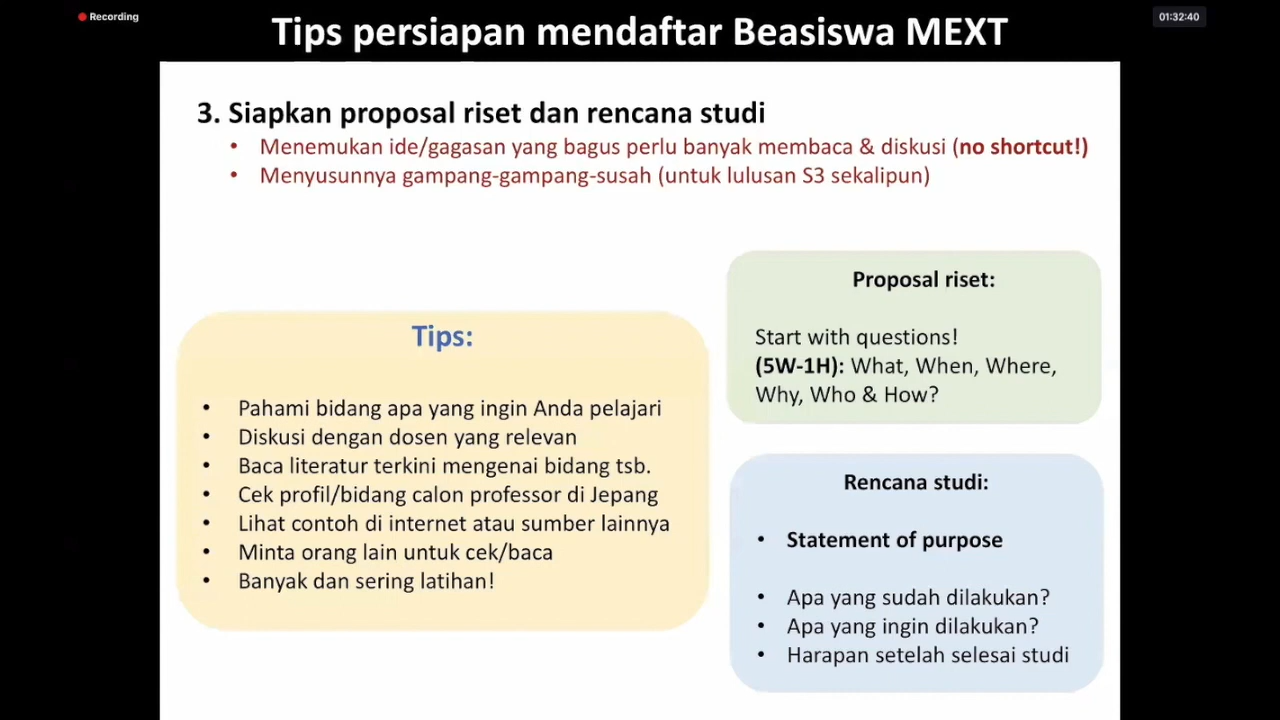 Recording
01:32:40
Tips persiapan mendaftar Beasiswa MEXT
3. Siapkan proposal riset dan rencana studi
• Menemukan ide/gagasan yang bagus perlu banyak membaca & diskusi (no shortcut!)
• Menyusunnya gampang-gampang-susah (untuk lulusan S3 sekalipun)
Tips:
• Pahami bidang apa yang ingin Anda pelajari
• Diskusi dengan dosen yang relevan
• Baca literatur terkini mengenai bidang tsb.
• Cek profil/bidang calon professor di Jepang
• Lihat contoh di internet atau sumber lainnya
• Minta orang lain untuk cek/baca
• Banyak dan sering latihan!
Proposal riset:
Start with questions!
(5W-1H): What, When, Where,
Why, Who & How?
Rencana studi:
• Statement of purpose
• Apa yang sudah dilakukan?
• Apa yang ingin dilakukan?
• Harapan setelah selesai studi